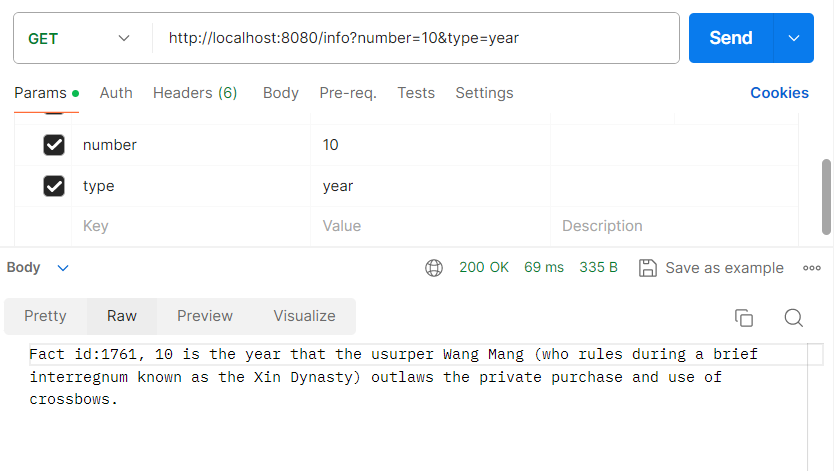 GET http://localhost:8080/info?number=10&type=year Send
Params Auth Headers (6) Body Pre-req. Tests Settings Cookies
number 10
type year
Key Value Description
Body 200 OK 69 ms 335 B Save as example
Pretty Raw Preview Visualize
Fact id:1761, 10 is the year that the usurper Wang Mang (who rules during a brief
interregnum known as the Xin Dynasty) outlaws the private purchase and use of
crossbows.